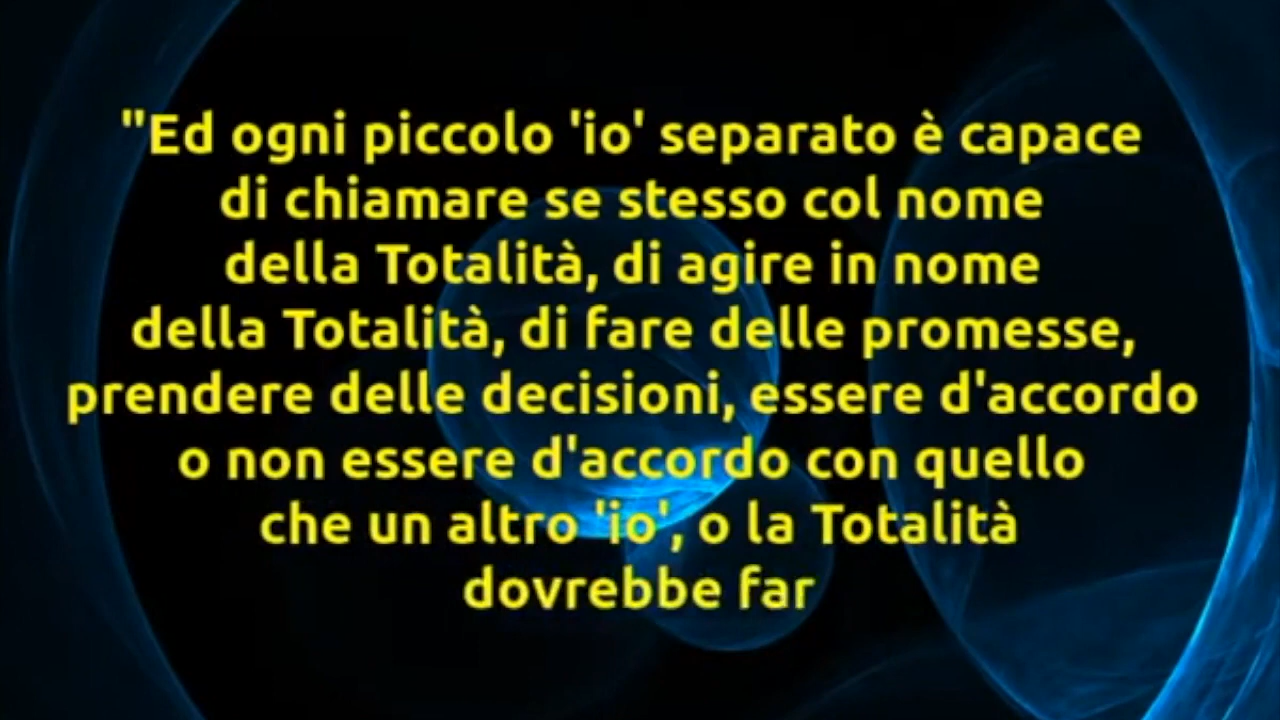 "Ed ogni piccolo 'io' separato è capace
di chiamare se stesso col nome
della Totalità, di agire in nome
della Totalità, di fare delle promesse,
prendere delle decisioni, essere d'accordo
o non essere d'accordo con quello
che un altro 'io', o la Totalità
dovrebbe far